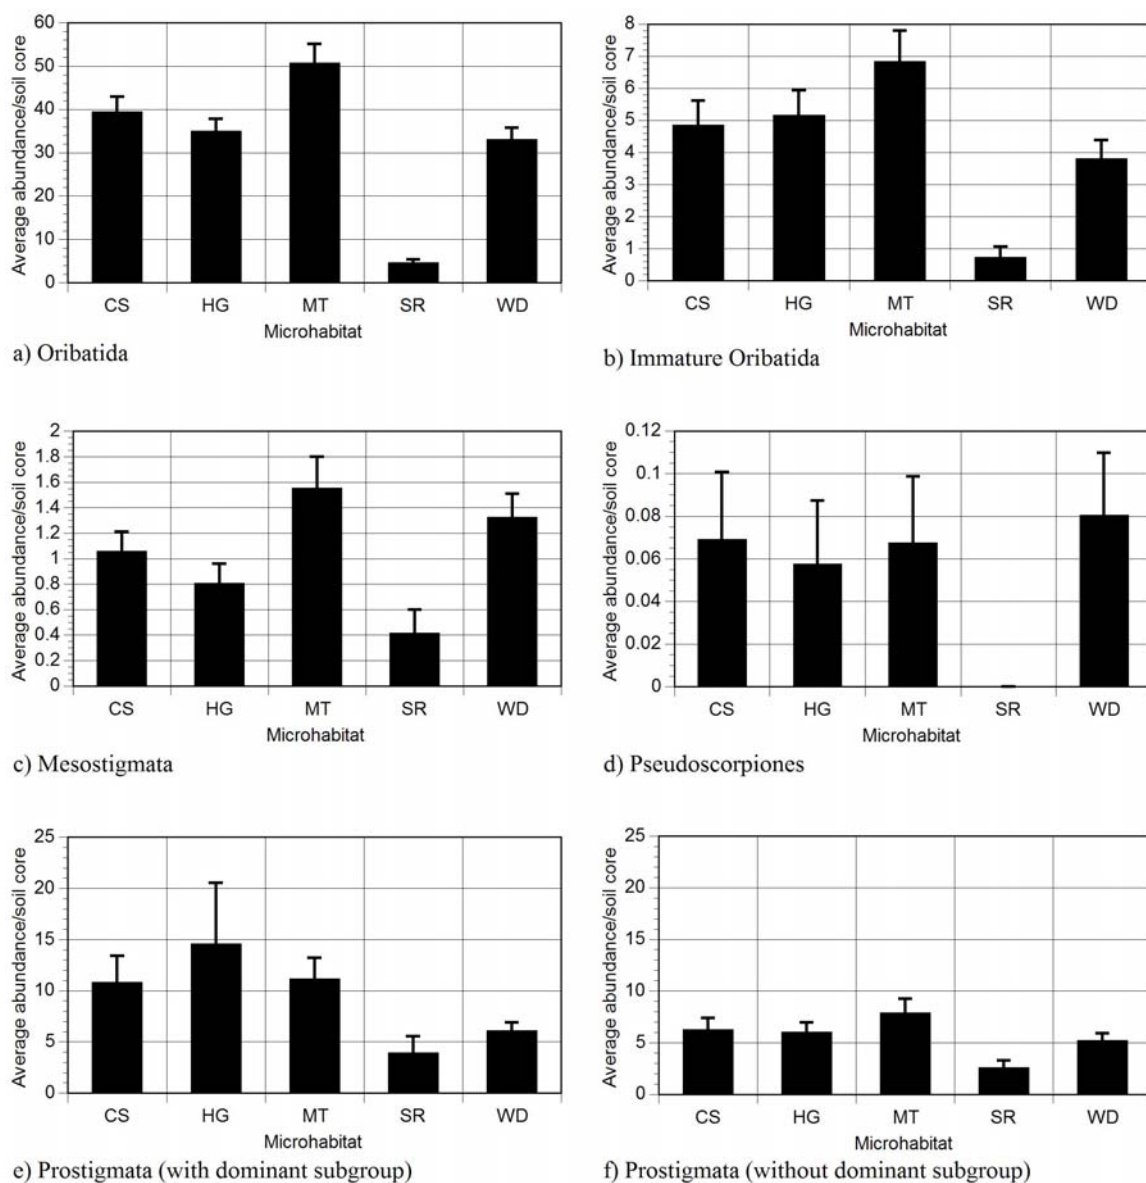 Average abundance/soil core
60
50
40
30
20
10
0
CS HG MT SR WD
Microhabitat
a) Oribatida
Average abundance/soil core
8
7
6
5
4
3
2
1
0
CS HG MT SR WD
Microhabitat
b) Immature Oribatida
Average abundance/soil core
2
1.8
1.6
1.4
1.2
1
0.8
0.6
0.4
0.2
0
CS HG MT SR WD
Microhabitat
c) Mesostigmata
Average abundance/soil core
0.12
0.1
0.08
0.06
0.04
0.02
0
CS HG MT SR WD
Microhabitat
d) Pseudoscorpiones
Average abundance/soil core
25
20
15
10
5
0
CS HG MT SR WD
Microhabitat
e) Prostigmata (with dominant subgroup)
Average abundance/soil core
25
20
15
10
5
0
CS HG MT SR WD
Microhabitat
f) Prostigmata (without dominant subgroup)